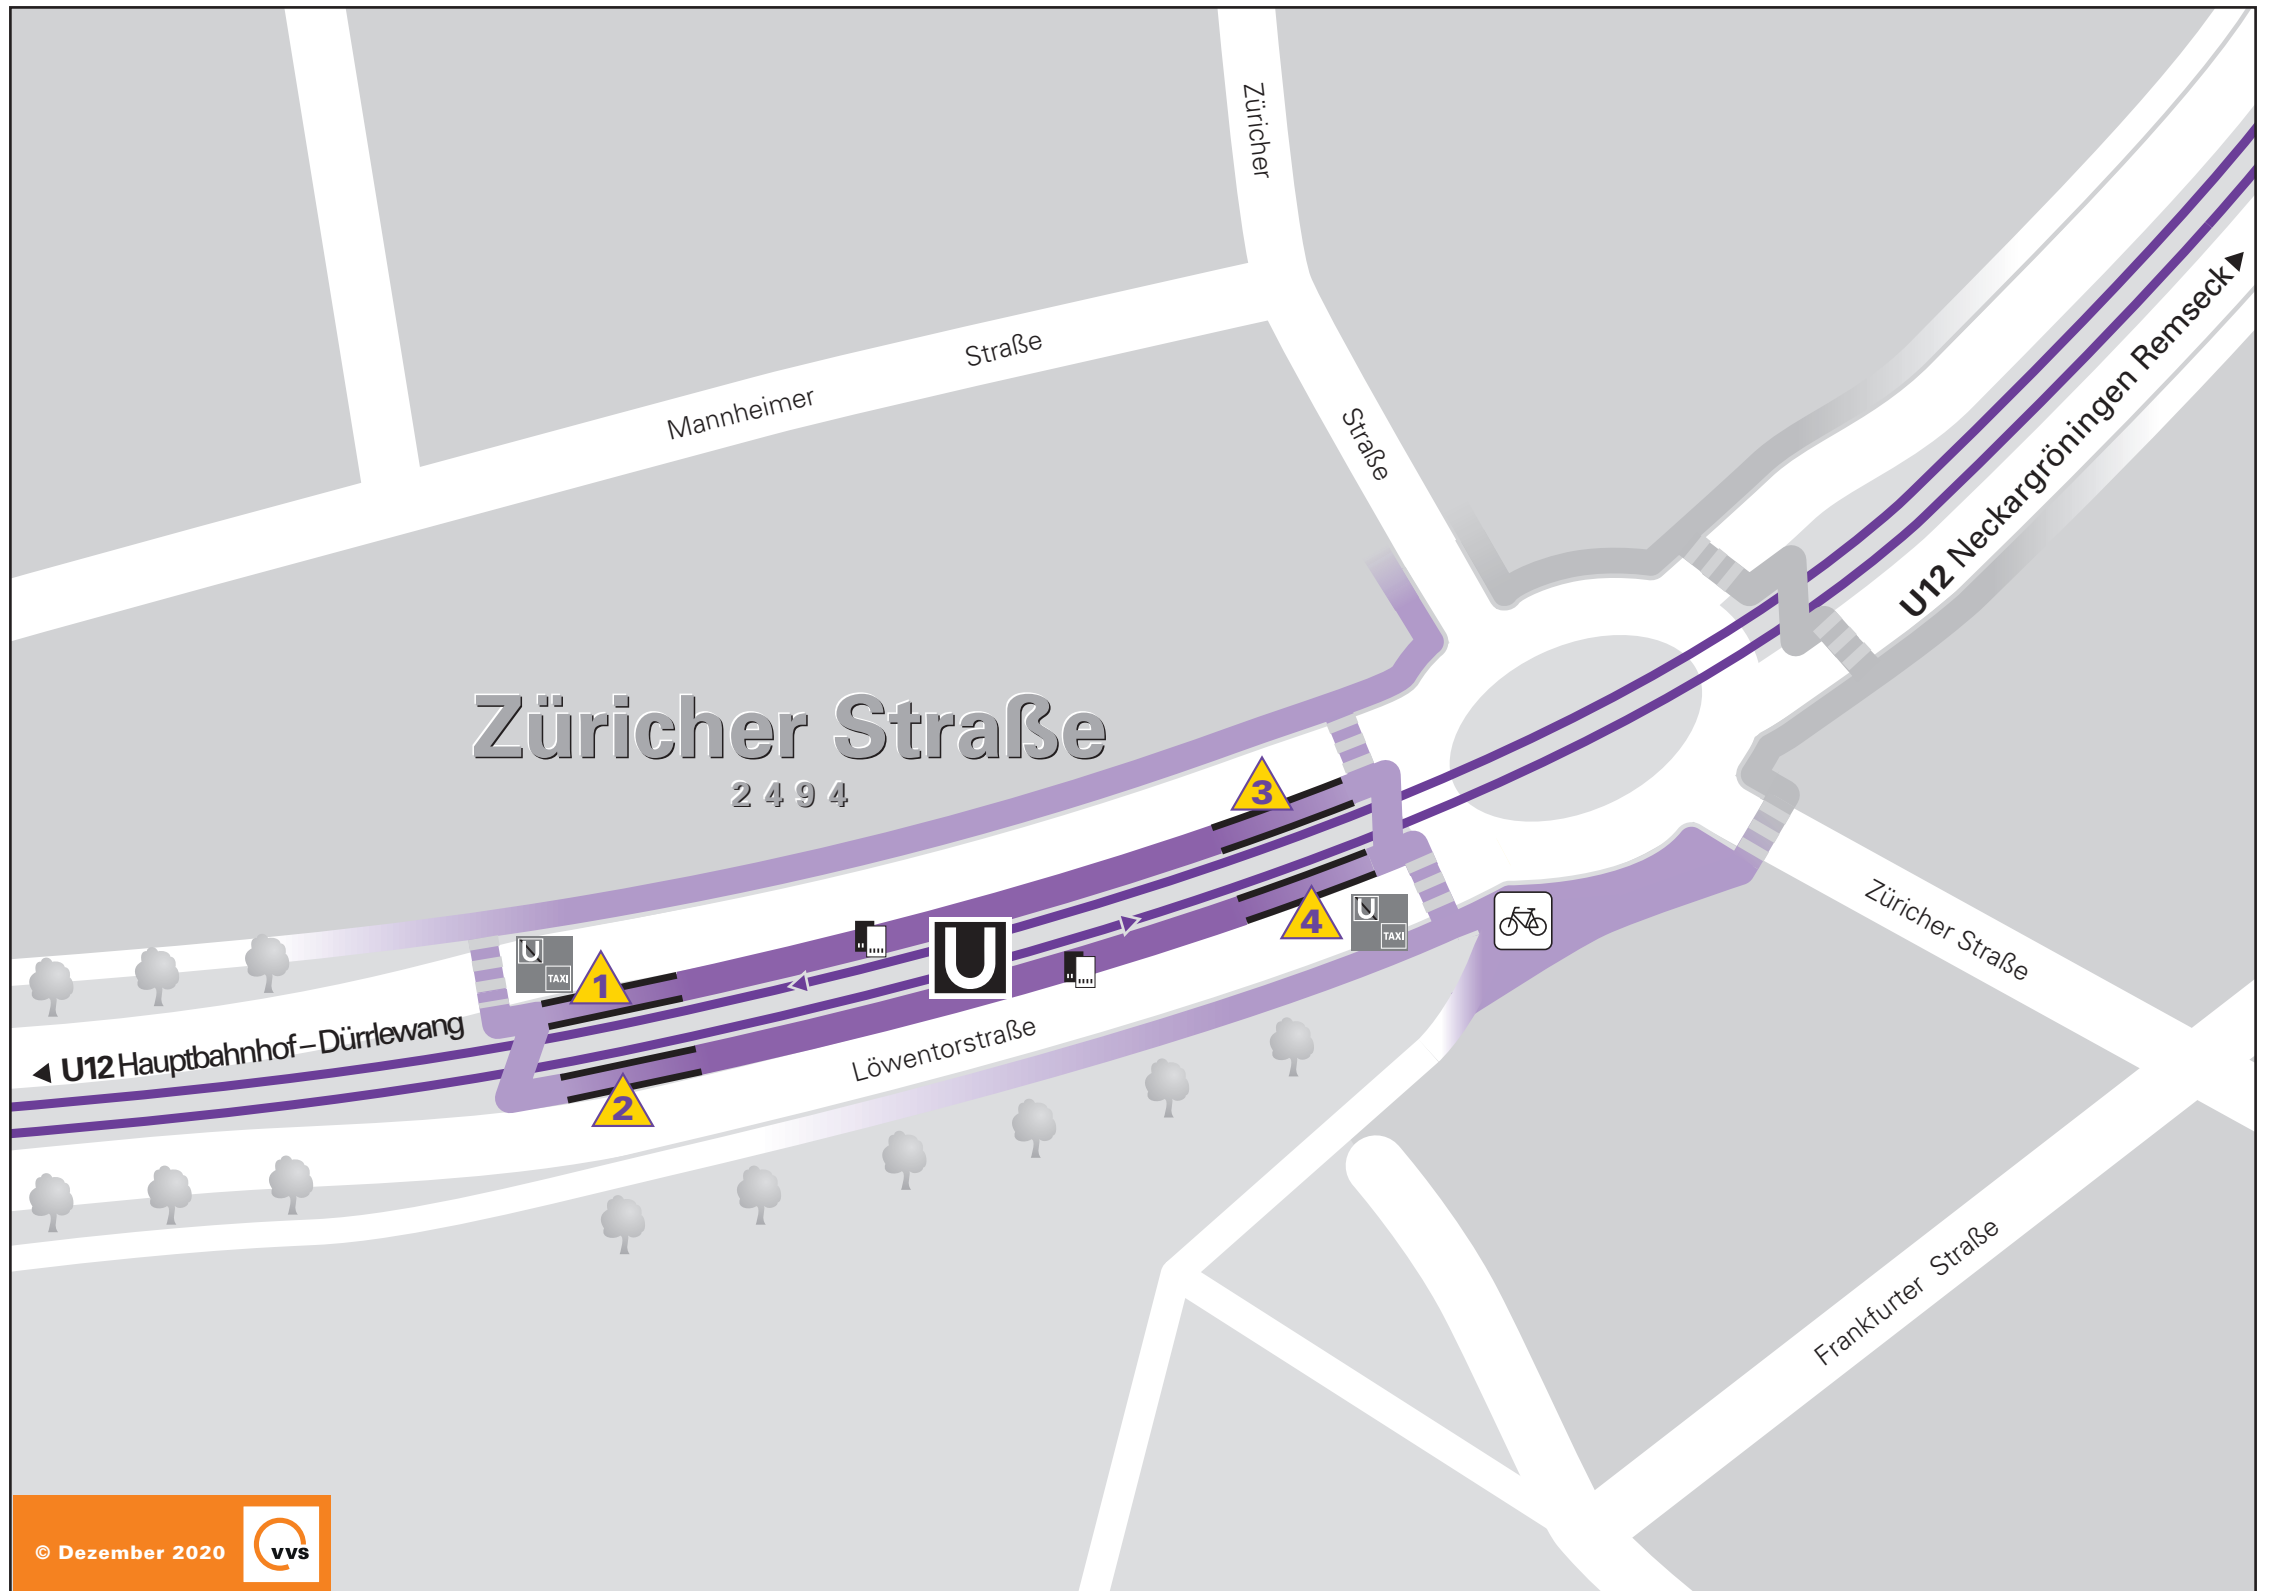 Züricher
Straße
Mannheimer
Straße
U12 Neckargröningen Remseck
Züricher Straße
2494
3
4
U
TAXI
U
TAXI
1
U
2
U12 Hauptbahnhof – Dürrlewang
Löwentorstraße
Züricher Straße
Frankfurter Straße
© Dezember 2020
VVS